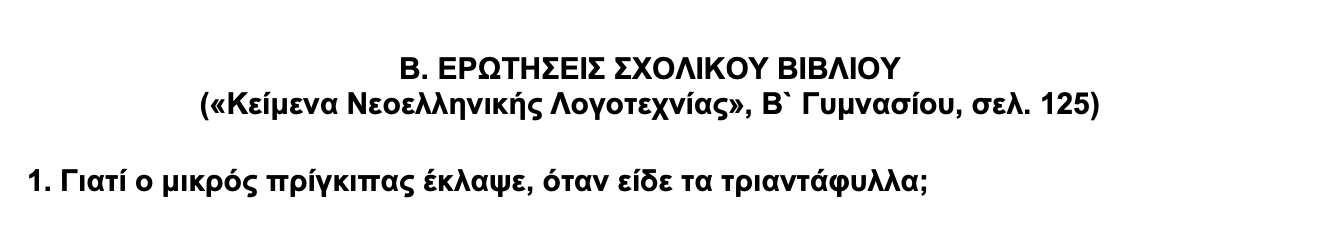 Β. ΕΡΩΤΗΣΕΙΣ ΣΧΟΛΙΚΟΥ ΒΙΒΛΙΟΥ
(«Κείμενα Νεοελληνικής Λογοτεχνίας», Β` Γυμνασίου, σελ. 125)
1. Γιατί ο μικρός πρίγκιπας έκλαψε, όταν είδε τα τριαντάφυλλα;